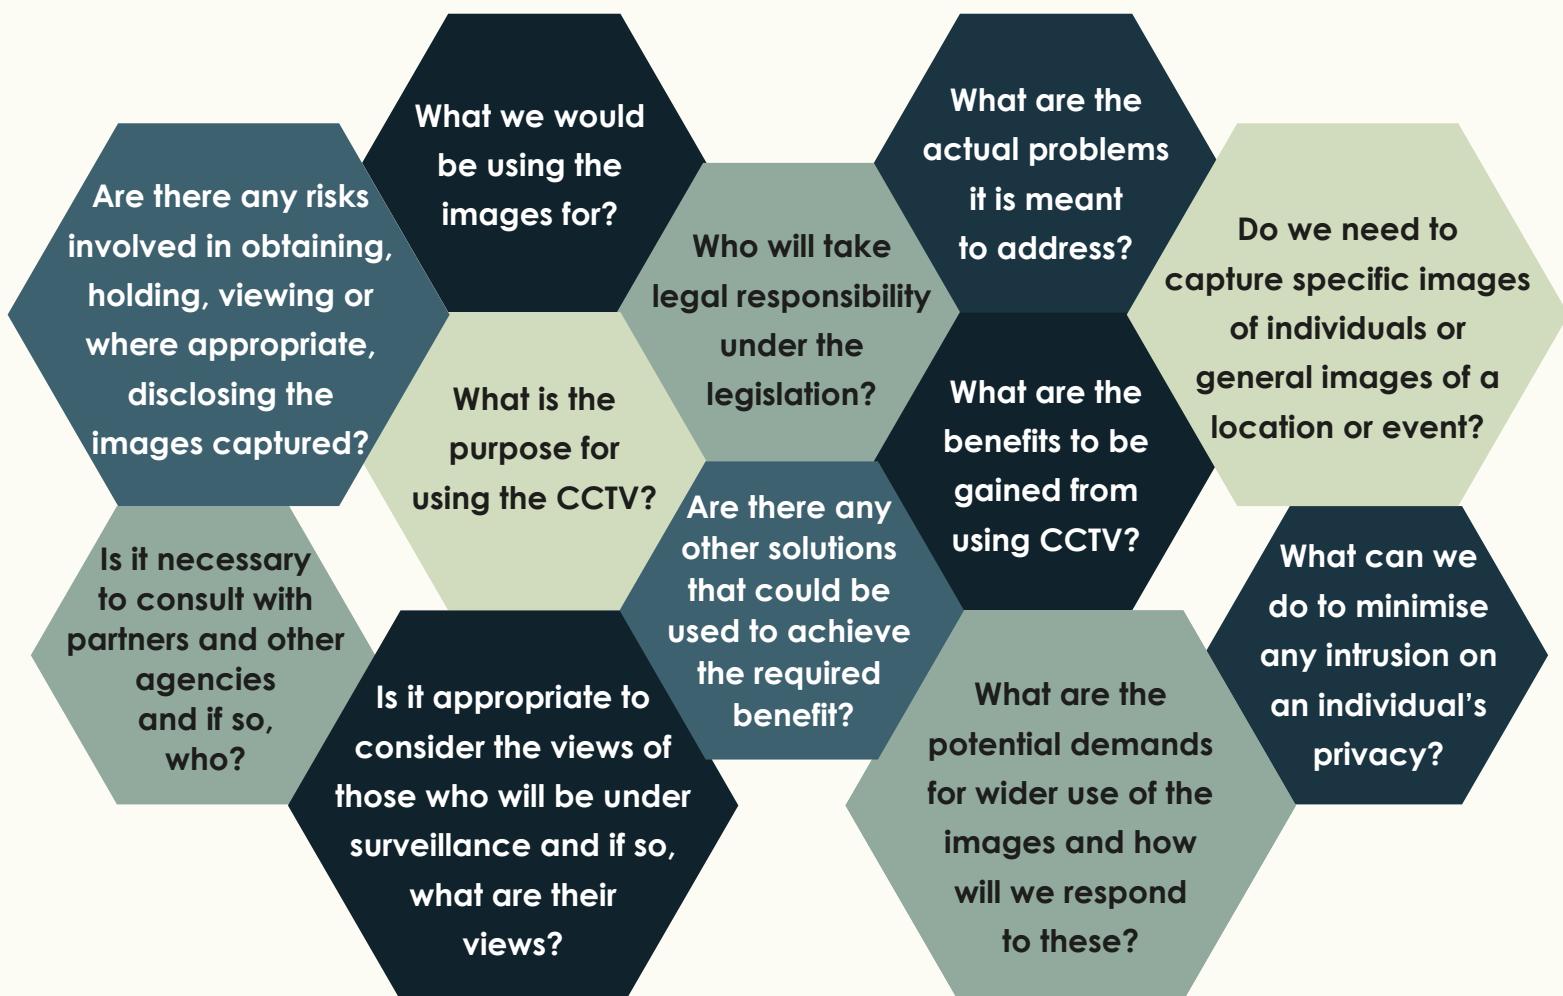 What we would
be using the
images for?
What are the
actual problems
it is meant
to address?
Are there any risks
involved in obtaining,
holding, viewing or
where appropriate,
disclosing the
images captured?
Who will take
legal responsibility
under the
legislation?
Do we need to
capture specific images
of individuals or
general images of a
location or event?
What is the
purpose for
using the CCTV?
What are the
benefits to be
gained from
using CCTV?
Are there any
other solutions
that could be
used to achieve
the required
benefit?
Is it necessary
to consult with
partners and other
agencies
and if so,
who?
What can we
do to minimise
any intrusion on
an individual’s
privacy?
Is it appropriate to
consider the views of
those who will be under
surveillance and if so,
what are their
views?
What are the
potential demands
for wider use of the
images and how
will we respond
to these?